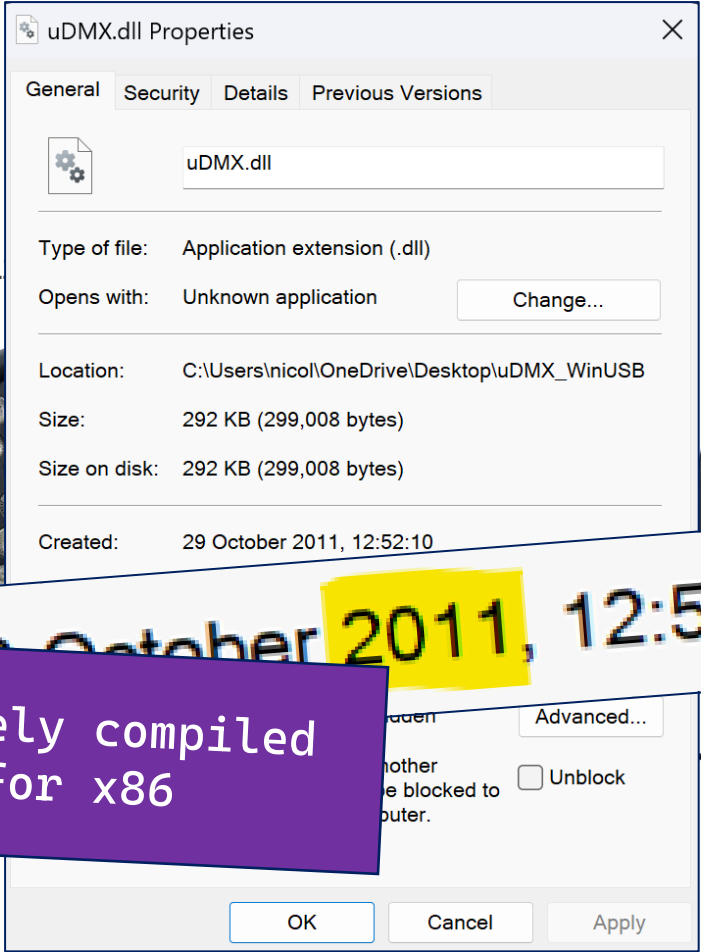 uDMX.dll Properties
General Security Details Previous Versions
uDMX.dll
Type of file: Application extension (.dll)
Opens with: Unknown application Change...
Location: C:\Users\nicol\OneDrive\Desktop\uDMX_WinUSB
Size: 292 KB (299,008 bytes)
Size on disk: 292 KB (299,008 bytes)
Created: 29 October 2011, 12:52:10
October 2011, 12:5
Advanced...
compiled
x86
blocked to
Unblock
OK Cancel Apply